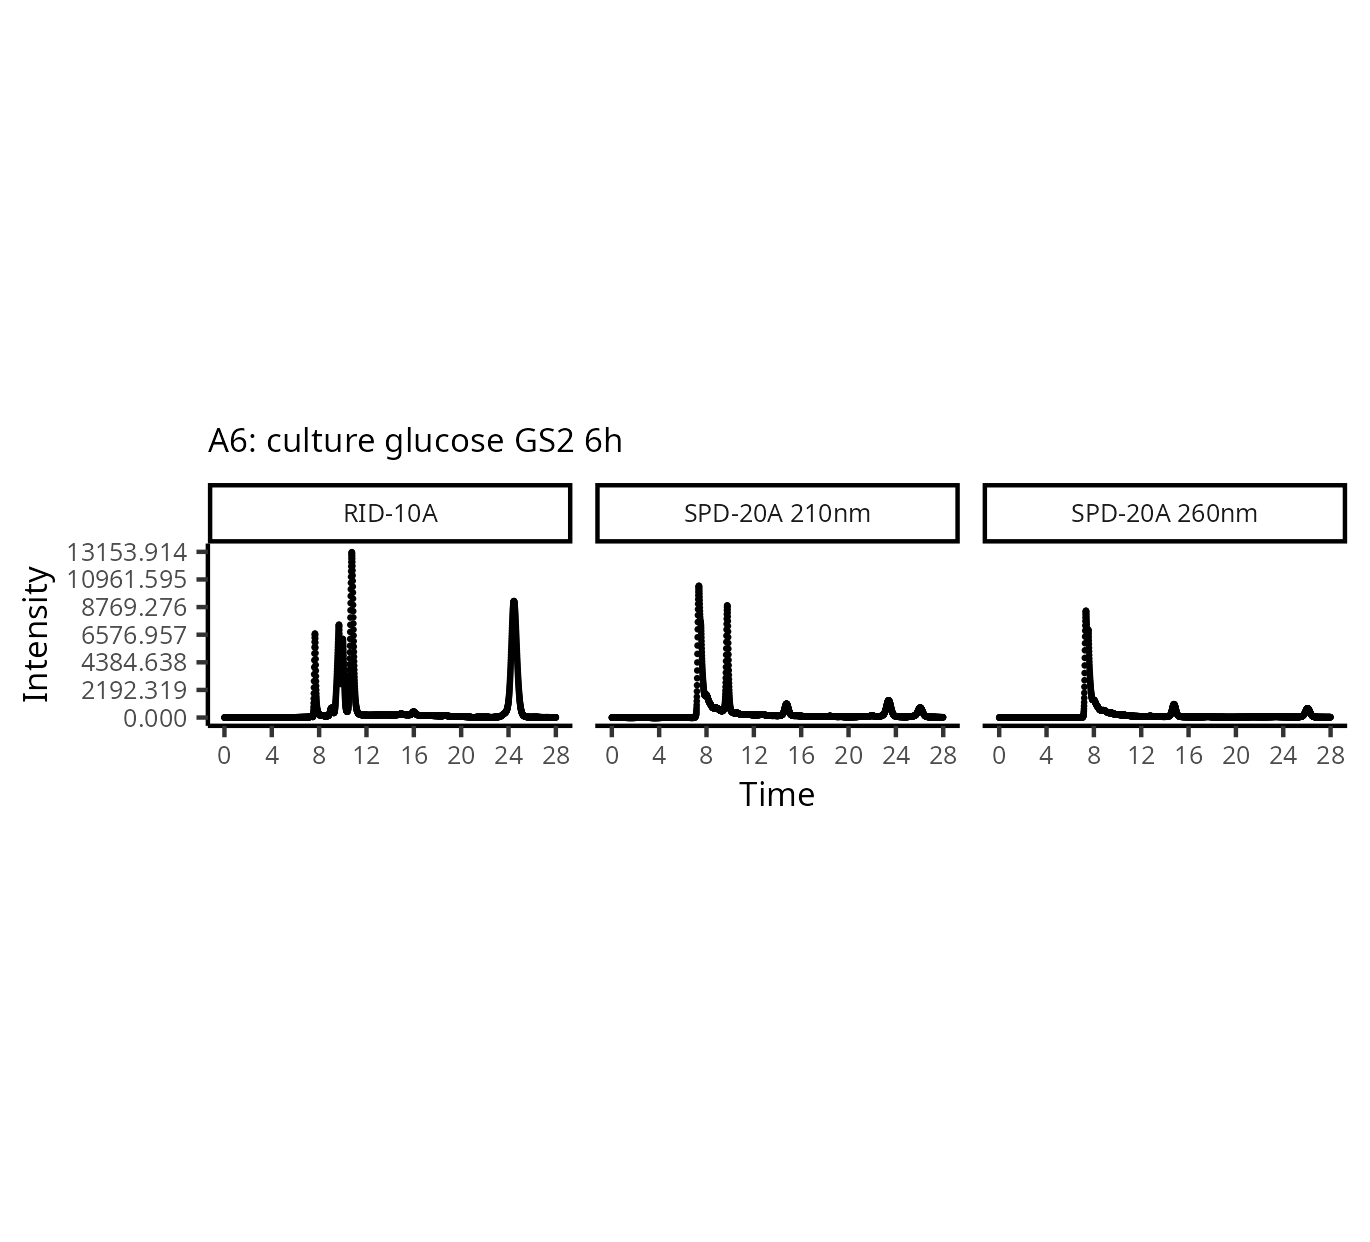 A6: culture glucose GS2 6h
RID-10A
SPD-20A 210nm
SPD-20A 260nm
Intensity
13153.914
10961.595
8769.276
6576.957
4384.638
2192.319
0.000
0 4 8 12 16 20 24 28
0 4 8 12 16 20 24 28
0 4 8 12 16 20 24 28
Time